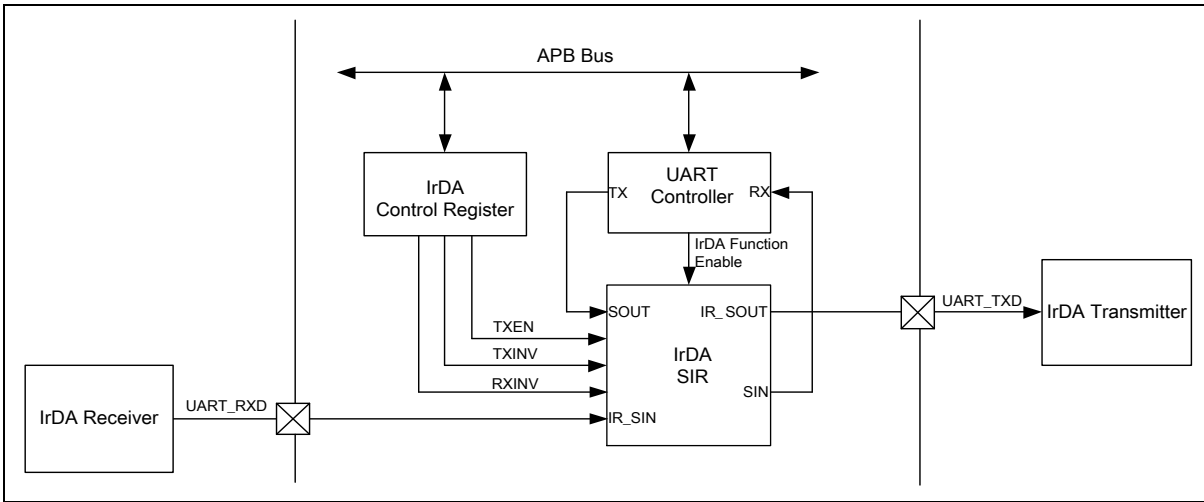 APB Bus
IrDA
Control Register
UART
Controller
TX
RX
IrDA Function
Enable
SOUT
IR_SOUT
TXEN
TXINV
RXINV
IrDA
SIR
SIN
IR_SIN
UART_TXD
IrDA Transmitter
IrDA Receiver
UART_RXD